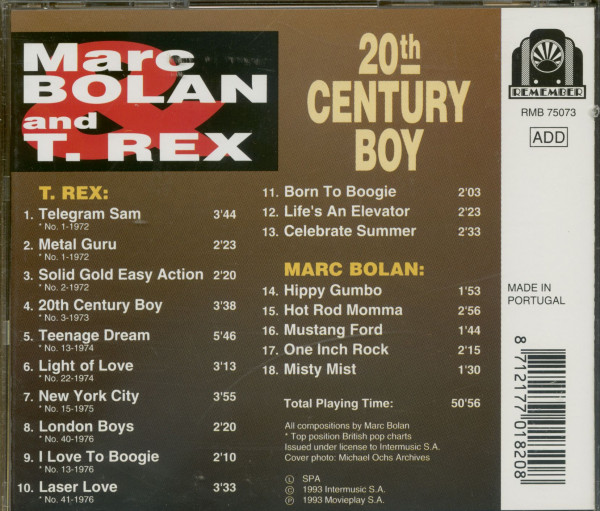 Marc
BOLAN
and
T. REX
&
20th
CENTURY
BOY
REMEMBER
RMB 75073
ADD
T. REX:
1. Telegram Sam 3'44
* No. 1-1972
2. Metal Guru 2'23
* No. 1-1972
3. Solid Gold Easy Action 2'20
* No. 2-1972
4. 20th Century Boy 3'38
* No. 3-1973
5. Teenage Dream 5'46
* No. 13-1974
6. Light of Love 3'13
* No. 22-1974
7. New York City 3'55
* No. 15-1975
8. London Boys 2'20
* No. 40-1976
9. I Love To Boogie 2'10
* No. 13-1976
10. Laser Love 3'33
* No. 41-1976
11. Born To Boogie 2'03
12. Life's An Elevator 2'23
13. Celebrate Summer 2'33
MARC BOLAN:
14. Hippy Gumbo 1'53
15. Hot Rod Momma 2'56
16. Mustang Ford 1'44
17. One Inch Rock 2'15
18. Misty Mist 1'30
Total Playing Time: 50'56
All compositions by Marc Bolan
* Top position British pop charts
Issued under license to Intermusic S.A.
Cover photo: Michael Ochs Archives
Ⓛ SPA
© 1993 Intermusic S.A.
℗ 1993 Movieplay S.A.
MADE IN
PORTUGAL
8 712177 018208